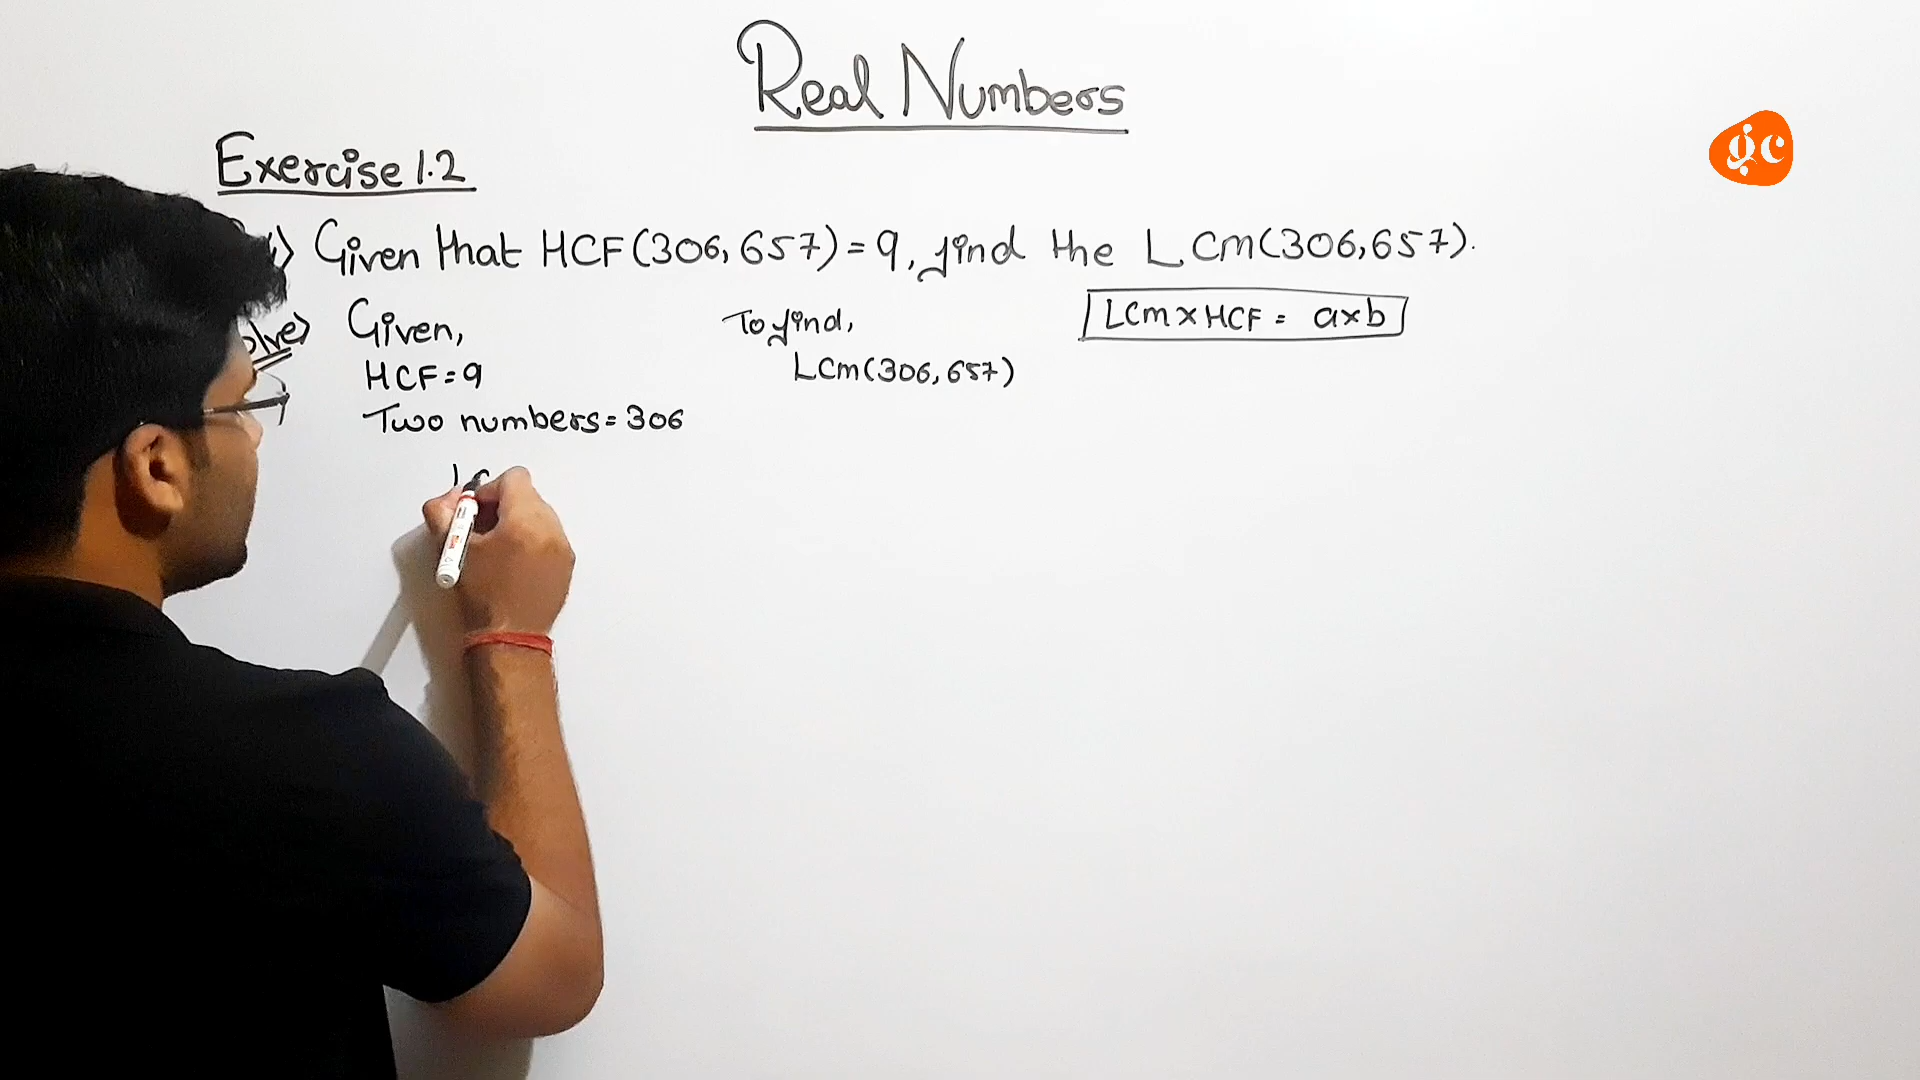 Real Numbers
gc
Exercise 1.2
Given that HCF(306,657)=9, find the LCM(306,657).
Given,
To find,
LCM×HCF = a×b
HCF=9
LCM(306,657)
Two numbers=306